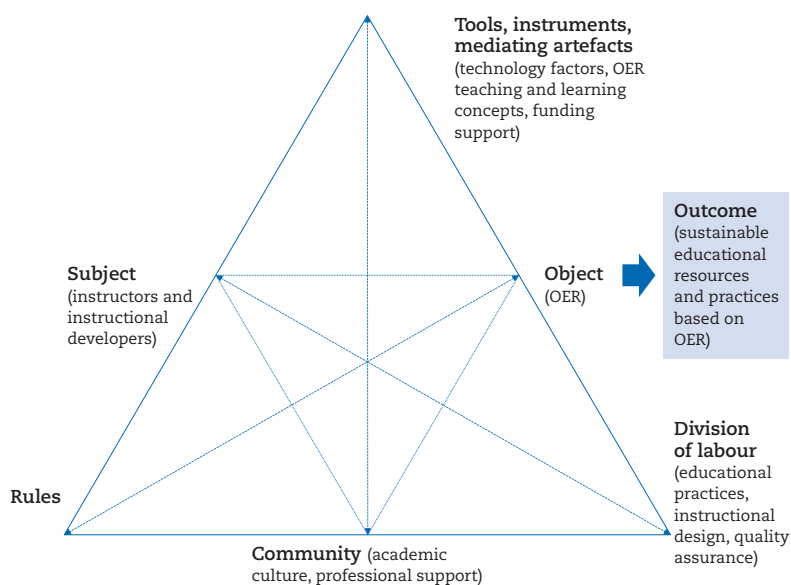 Tools, instruments,
mediating artefacts
(technology factors, OER
teaching and learning
concepts, funding
support)
Outcome
(sustainable
educational
resources
and practices
based on
OER)
Subject
(instructors and
instructional
developers)
Object
(OER)
Division
of labour
(educational
practices,
instructional
design, quality
assurance)
Rules
Community (academic
culture, professional support)